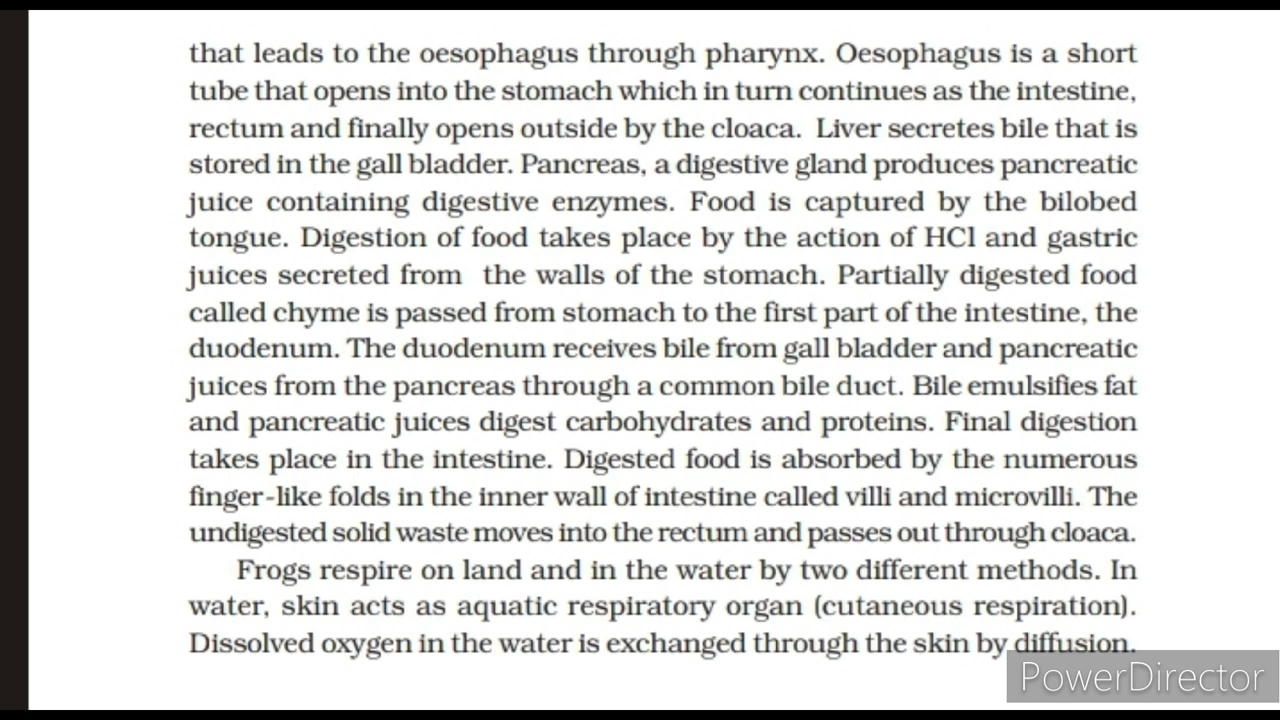 that leads to the oesophagus through pharynx. Oesophagus is a short
tube that opens into the stomach which in turn continues as the intestine,
rectum and finally opens outside by the cloaca. Liver secretes bile that is
stored in the gall bladder. Pancreas, a digestive gland produces pancreatic
juice containing digestive enzymes. Food is captured by the bilobed
tongue. Digestion of food takes place by the action of HCl and gastric
juices secreted from the walls of the stomach. Partially digested food
called chyme is passed from stomach to the first part of the intestine, the
duodenum. The duodenum receives bile from gall bladder and pancreatic
juices from the pancreas through a common bile duct. Bile emulsifies fat
and pancreatic juices digest carbohydrates and proteins. Final digestion
takes place in the intestine. Digested food is absorbed by the numerous
finger-like folds in the inner wall of intestine called villi and microvilli. The
undigested solid waste moves into the rectum and passes out through cloaca.
Frogs respire on land and in the water by two different methods. In
water, skin acts as aquatic respiratory organ (cutaneous respiration).
Dissolved oxygen in the water is exchanged through the skin by diffusion.
PowerDirector